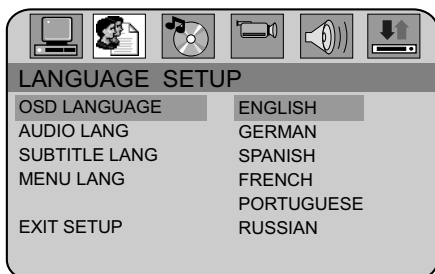 LANGUAGE SETUP
OSD LANGUAGE ENGLISH
AUDIO LANG GERMAN
SUBTITLE LANG SPANISH
MENU LANG FRENCH
PORTUGUESE
EXIT SETUP RUSSIAN